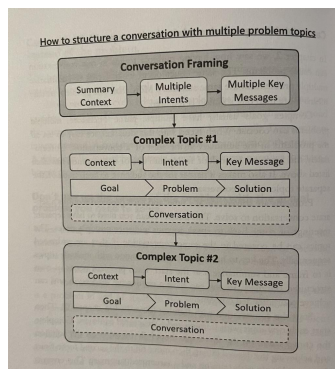 How to structure a conversation with multiple problem topics
Conversation Framing
Summary Context
Multiple Intents
Multiple Key Messages
Complex Topic #1
Context
Intent
Key Message
Goal
Problem
Solution
Conversation
Complex Topic #2
Context
Intent
Key Message
Goal
Problem
Solution
Conversation